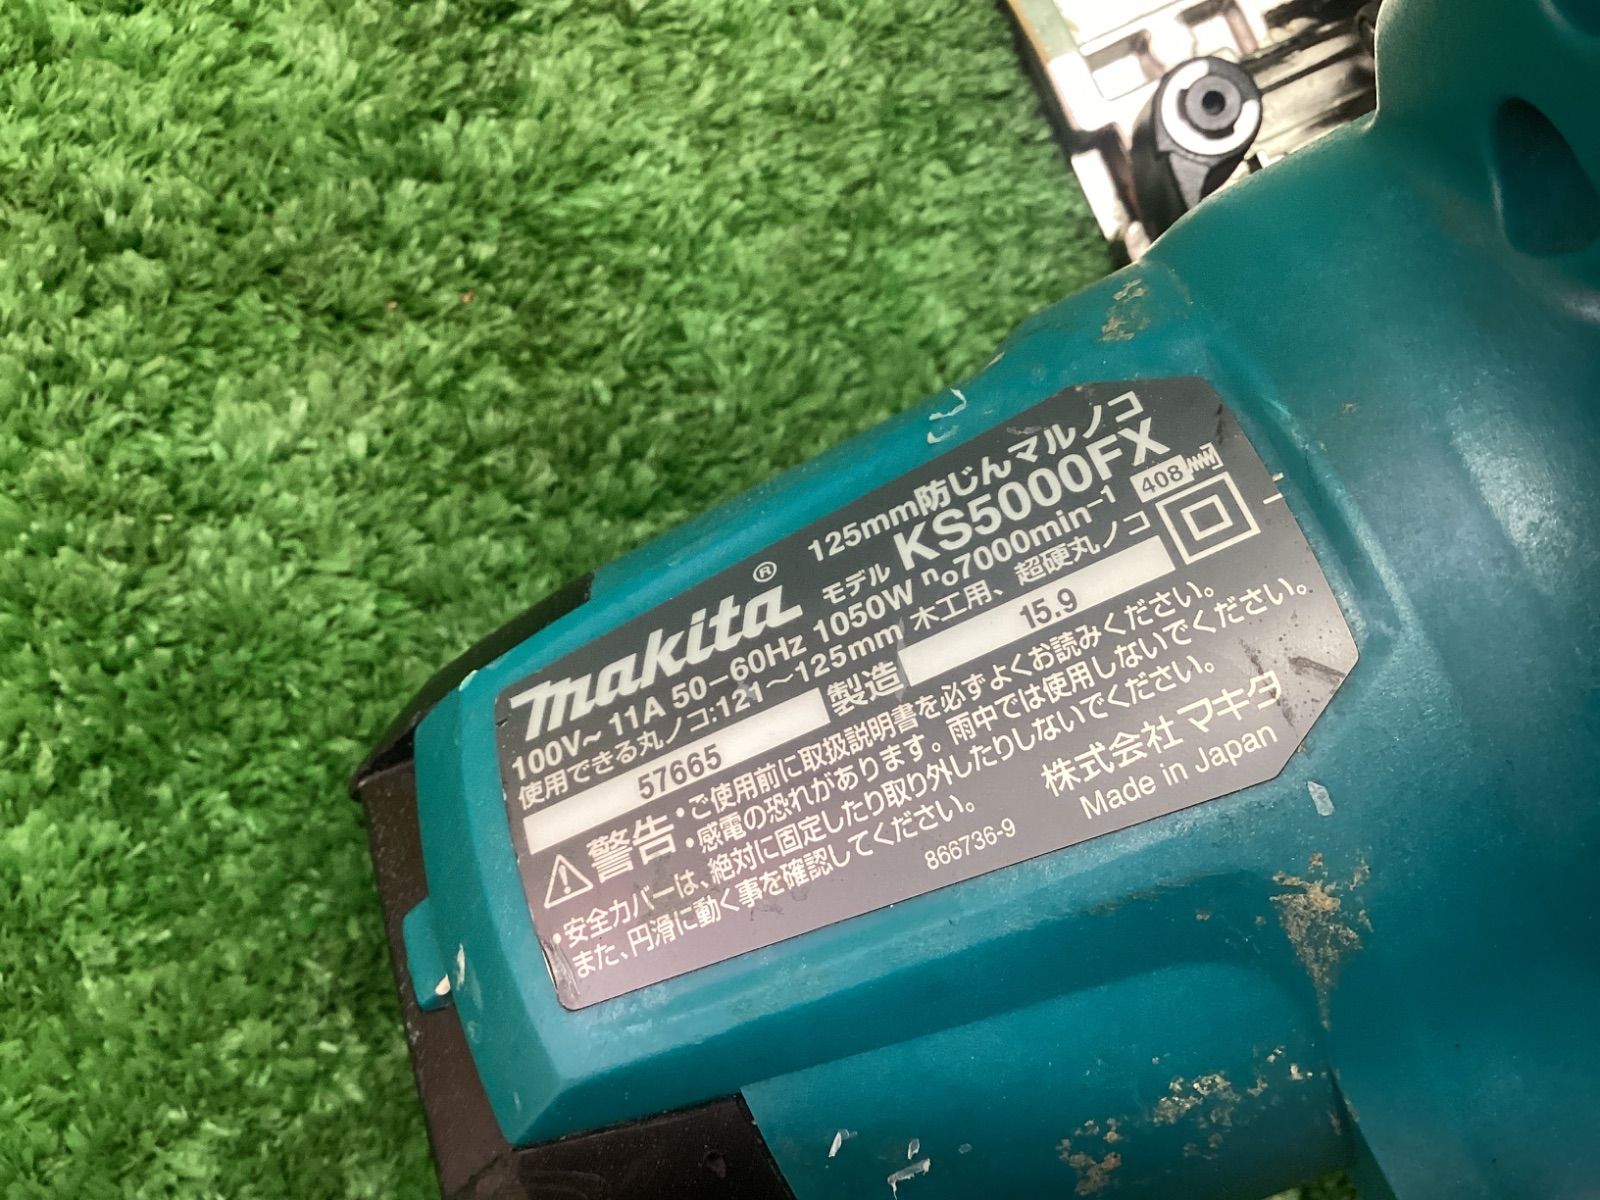 125mm防じんマルノコ
makita® モデル KS5000FX
100V～ 11A 50-60Hz 1050W n₀7000min⁻¹ 408
使用できる丸ノコ:121～125mm 木工用、超硬丸ノコ
57665 製造 15.9
⚠警告・ご使用前に取扱説明書を必ずよくお読みください。
・感電の恐れがあります。雨中では使用しないでください。
・安全カバーは、絶対に固定したり取り外したりしないでください。
また、円滑に動く事を確認してください。
株式会社 マキタ
866736-9 Made in Japan